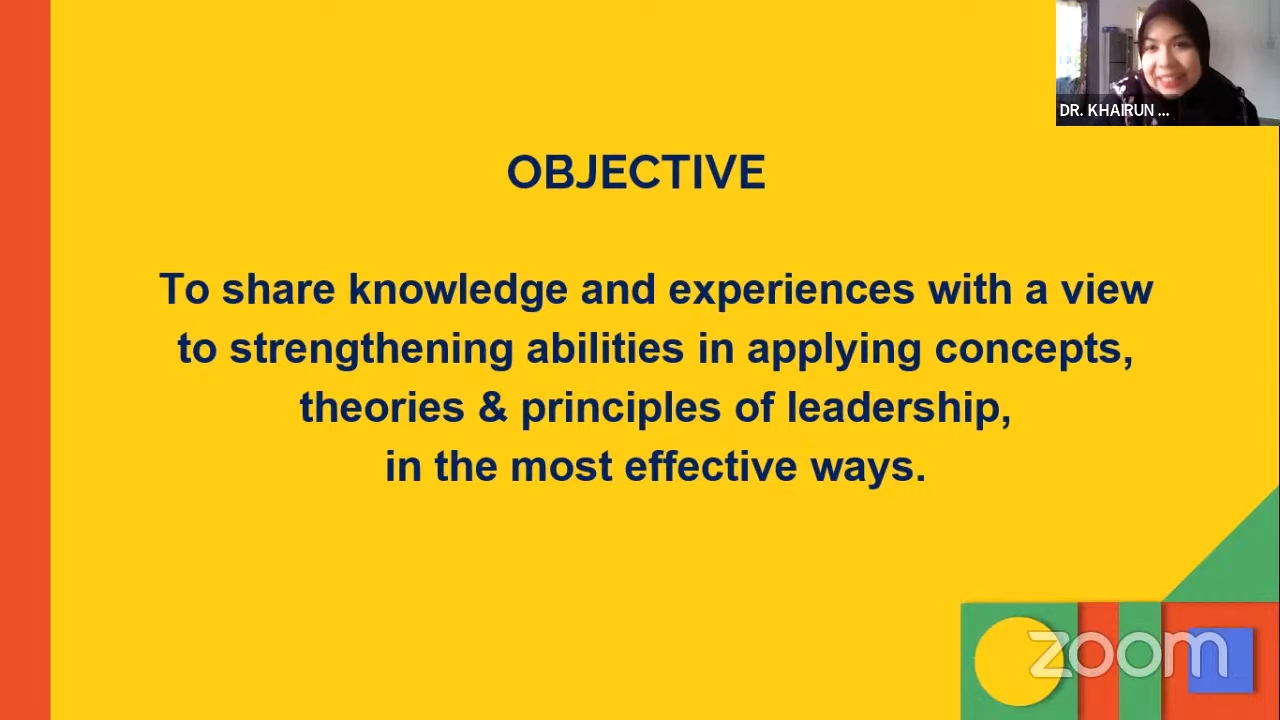 DR. KHAIRUN ...
OBJECTIVE
To share knowledge and experiences with a view
to strengthening abilities in applying concepts,
theories & principles of leadership,
in the most effective ways.
zoom